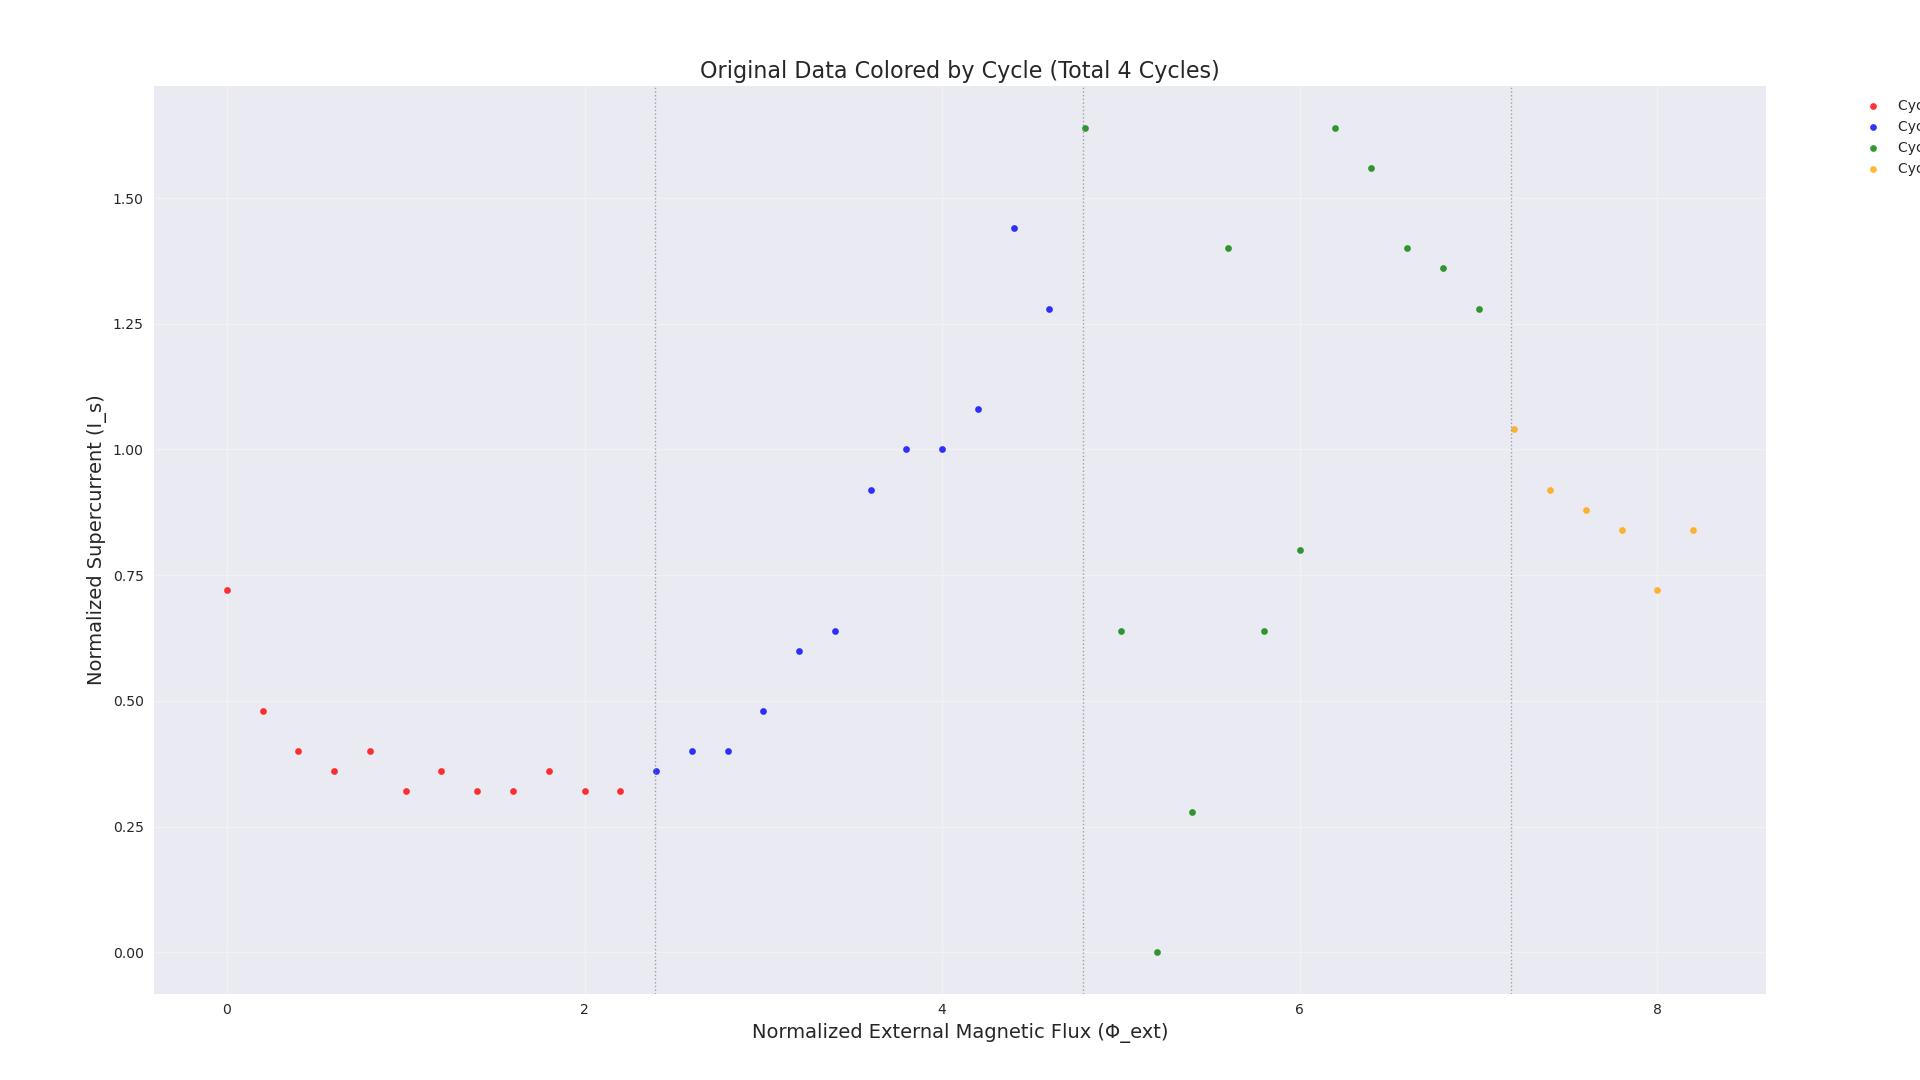 Original Data Colored by Cycle (Total 4 Cycles)
Cyc
Cyc
Cyc
Cyc
1.50
1.25
1.00
0.75
0.50
0.25
0.00
Normalized Supercurrent (I_s)
0 2 4 6 8
Normalized External Magnetic Flux (Φ_ext)